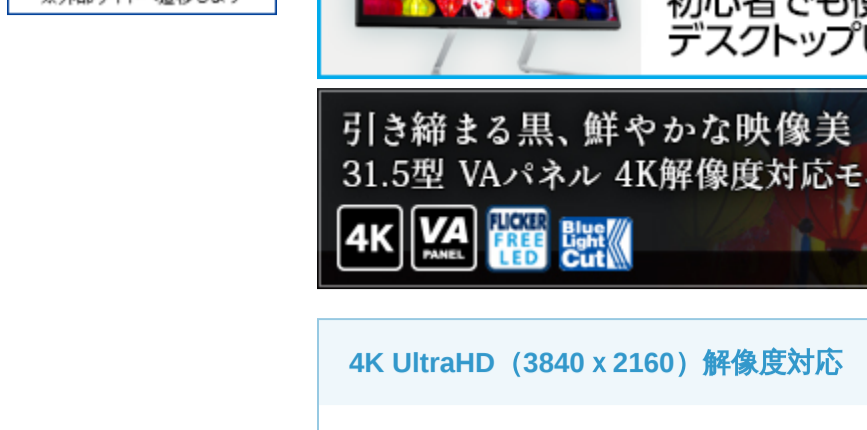 初心者でも
デスクトップ
引き締まる黒、鮮やかな映像美
31.5型 VAパネル 4K解像度対応モ
4K
VA
PANEL
FLICKER
FREE
LED
Blue
Light
Cut
4K UltraHD（3840 x 2160）解像度対応